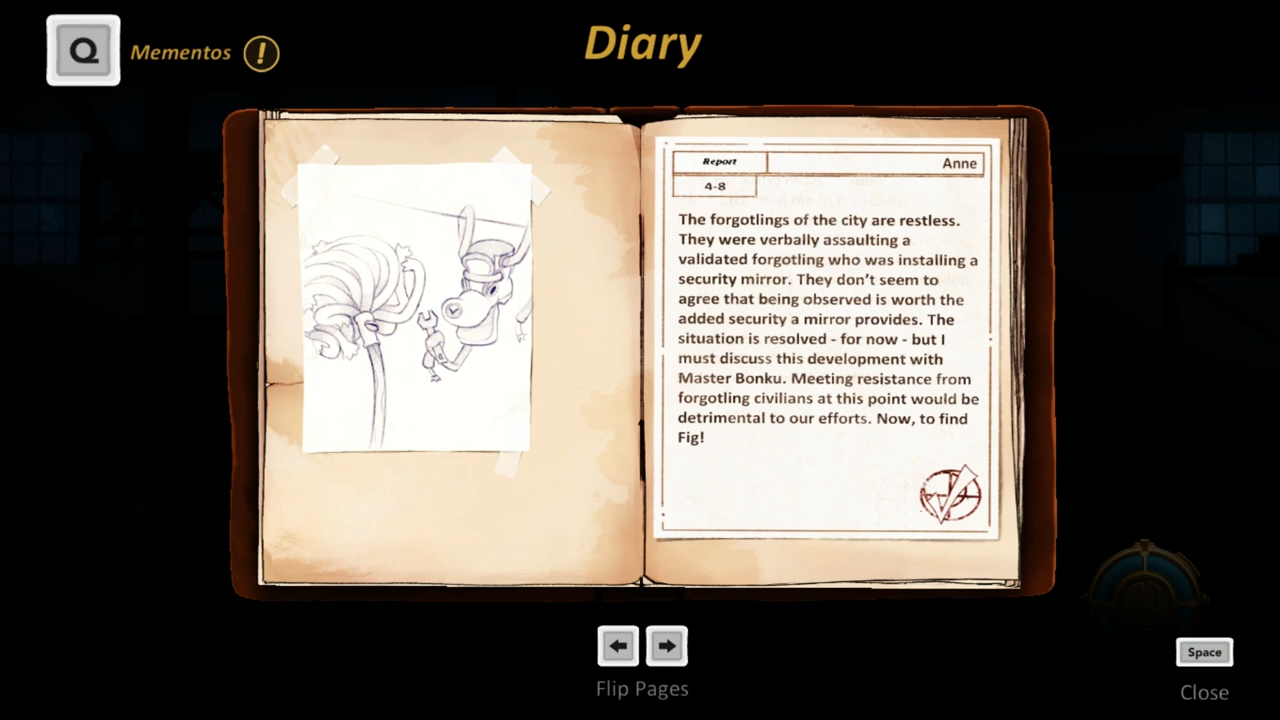 Q
Mementos
!
Diary
Report
Anne
4-8
The forgotlings of the city are restless.
They were verbally assaulting a
validated forgotling who was installing a
security mirror. They don't seem to
agree that being observed is worth the
added security a mirror provides. The
situation is resolved - for now - but I
must discuss this development with
Master Bonku. Meeting resistance from
forgotling civilians at this point would be
detrimental to our efforts. Now, to find
Fig!
Flip Pages
Space
Close